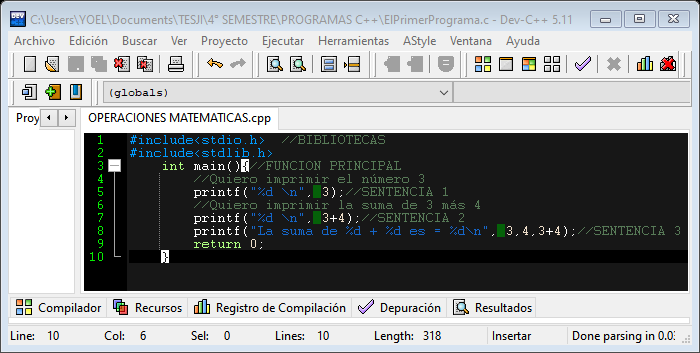 C:\Users\YOEL\Documents\TESJI\4° SEMESTRE\PROGRAMAS C++\ElPrimerPrograma.c - Dev-C++ 5.11
Archivo Edición Buscar Ver Proyecto Ejecutar Herramientas AStyle Ventana Ayuda
(globals)
Proy
OPERACIONES MATEMATICAS.cpp
1 #include<stdio.h> //BIBLIOTECAS
2 #include<stdlib.h>
3 int main(){//FUNCION PRINCIPAL
4 //Quiero imprimir el número 3
5 printf("%d \n", 3);//SENTENCIA 1
6 //Quiero imprimir la suma de 3 más 4
7 printf("%d \n", 3+4);//SENTENCIA 2
8 printf("La suma de %d + %d es = %d\n", 3,4,3+4);//SENTENCIA 3
9 return 0;
10 }
Compilador Recursos Registro de Compilación Depuración Resultados
Line: 10 Col: 6 Sel: 0 Lines: 10 Length: 318 Insertar Done parsing in 0.03